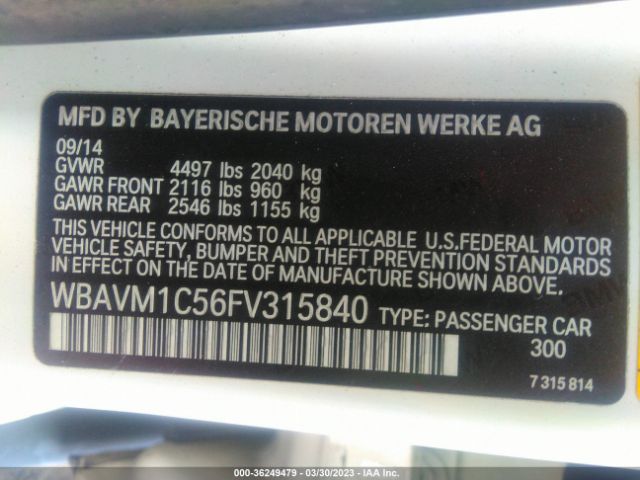 MFD BY BAYERISCHE MOTOREN WERKE AG
09/14
GVWR 4497 lbs 2040 kg
GAWR FRONT 2116 lbs 960 kg
GAWR REAR 2546 lbs 1155 kg
THIS VEHICLE CONFORMS TO ALL APPLICABLE U.S.FEDERAL MOTOR
VEHICLE SAFETY, BUMPER AND THEFT PREVENTION STANDARDS
IN EFFECT ON THE DATE OF MANUFACTURE SHOWN ABOVE.
WBAVM1C56FV315840 TYPE: PASSENGER CAR
300
7 315 814
000-36249479 — 03/30/2023 — IAA Inc.